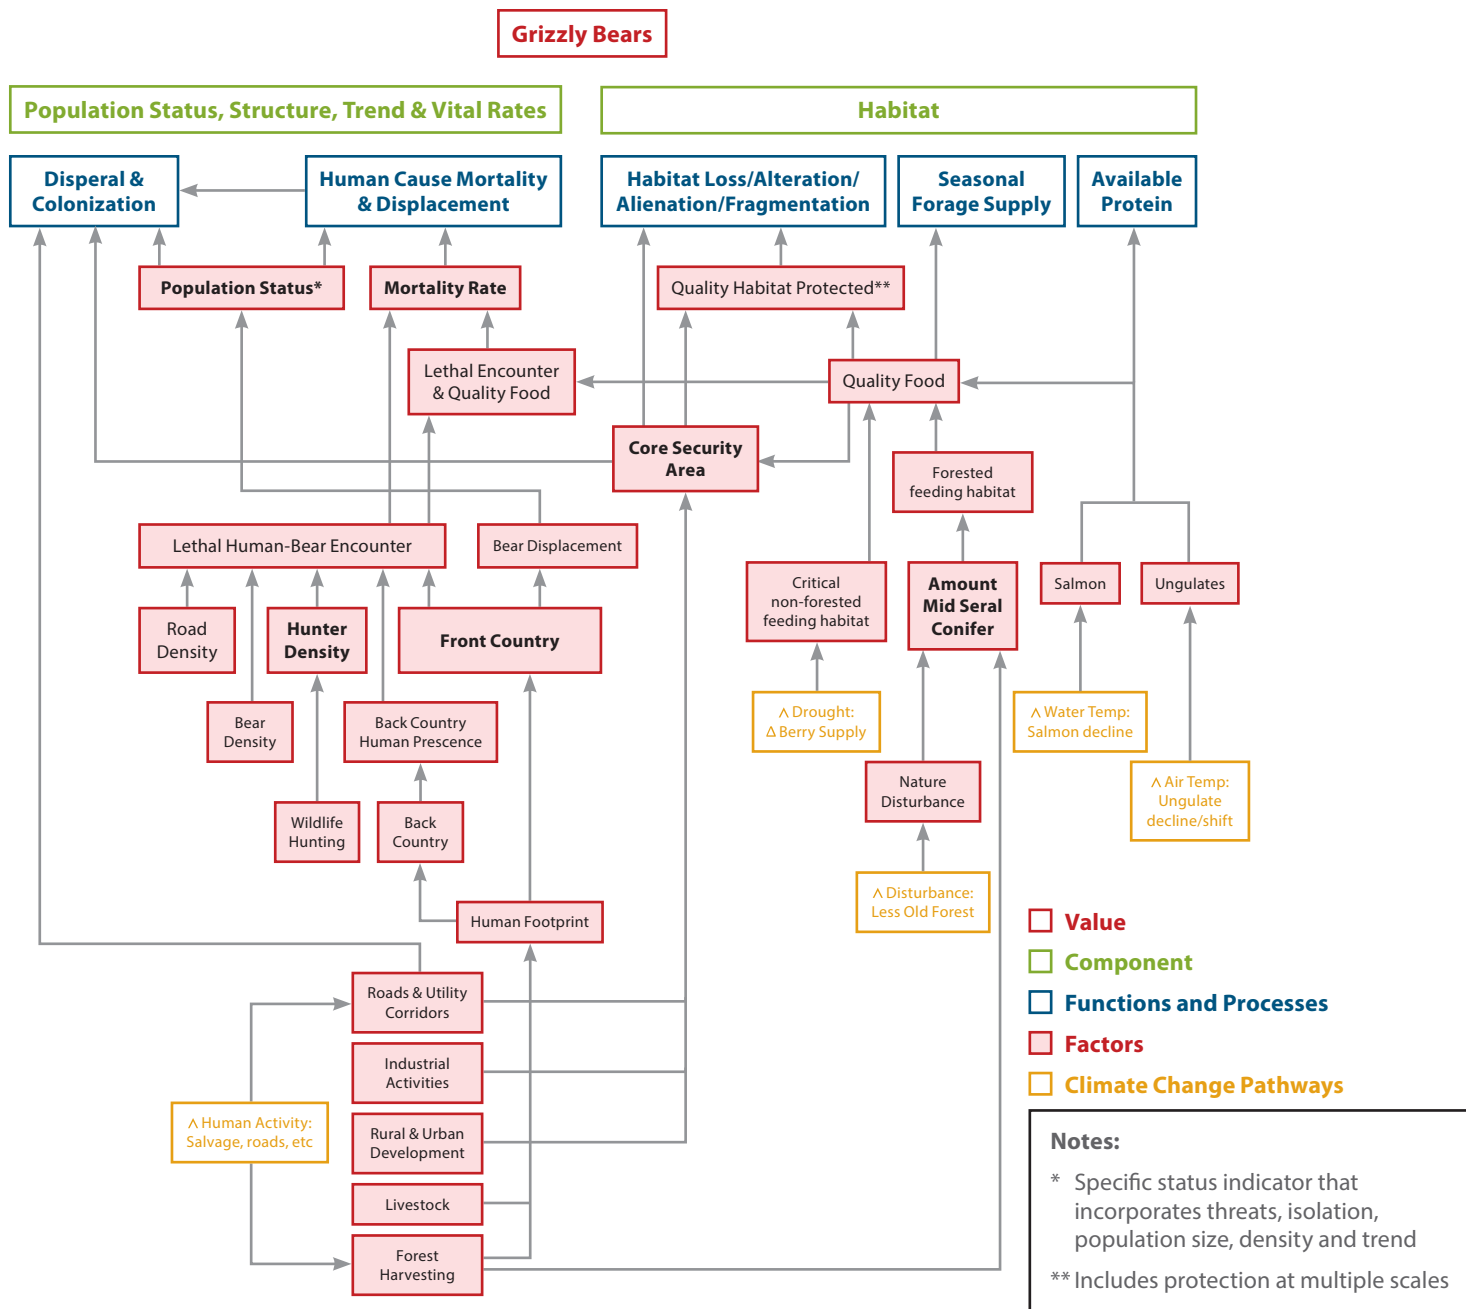 Grizzly Bears
Population Status, Structure, Trend & Vital Rates
Habitat
Disperal &
Colonization
Human Cause Mortality
& Displacement
Habitat Loss/Alteration/
Alienation/Fragmentation
Seasonal
Forage Supply
Available
Protein
Population Status*
Mortality Rate
Quality Habitat Protected**
Lethal Encounter
& Quality Food
Quality Food
Core Security
Area
Forested
feeding habitat
Lethal Human-Bear Encounter
Bear Displacement
Critical
non-forested
feeding habitat
Amount
Mid Seral
Conifer
Salmon
Ungulates
Road
Density
Hunter
Density
Front Country
Bear
Density
Back Country
Human Prescence
^ Drought:
Δ Berry Supply
^ Water Temp:
Salmon decline
Nature
Disturbance
^ Air Temp:
Ungulate
decline/shift
Wildlife
Hunting
Back
Country
^ Disturbance:
Less Old Forest
Human Footprint
Roads & Utility
Corridors
Industrial
Activities
^ Human Activity:
Salvage, roads, etc
Rural & Urban
Development
Livestock
Forest
Harvesting
Value
Component
Functions and Processes
Factors
Climate Change Pathways
Notes:
* Specific status indicator that
incorporates threats, isolation,
population size, density and trend
** Includes protection at multiple scales